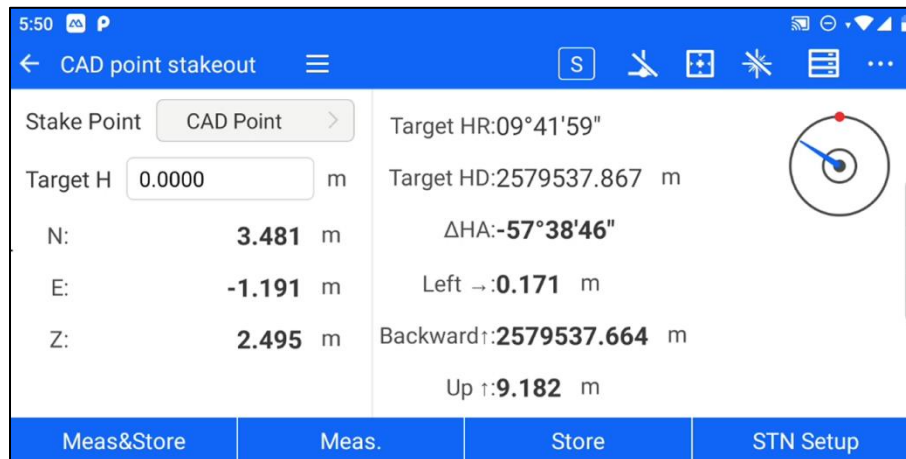 5:50
CAD point stakeout
S
Stake Point CAD Point
Target H 0.0000 m
N: 3.481 m
E: -1.191 m
Z: 2.495 m
Target HR:09°41'59"
Target HD:2579537.867 m
ΔHA:-57°38'46"
Left →:0.171 m
Backward↑:2579537.664 m
Up ↑:9.182 m
Meas&Store Meas. Store STN Setup